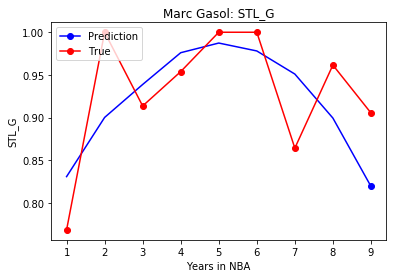 Marc Gasol: STL_G
Prediction
True
STL_G
1.00
0.95
0.90
0.85
0.80
1 2 3 4 5 6 7 8 9
Years in NBA